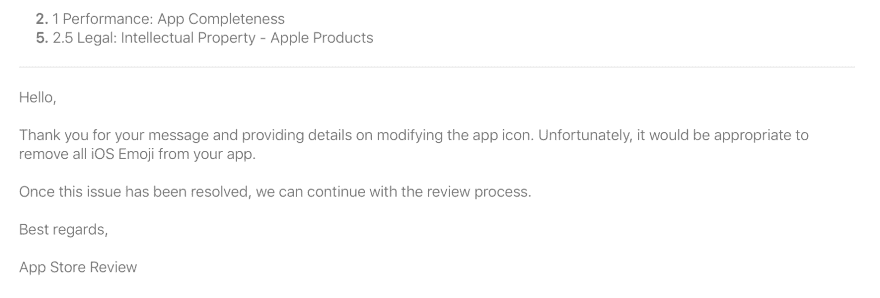 2. 1 Performance: App Completeness
5. 2.5 Legal: Intellectual Property - Apple Products
Hello,
Thank you for your message and providing details on modifying the app icon. Unfortunately, it would be appropriate to
remove all iOS Emoji from your app.
Once this issue has been resolved, we can continue with the review process.
Best regards,
App Store Review